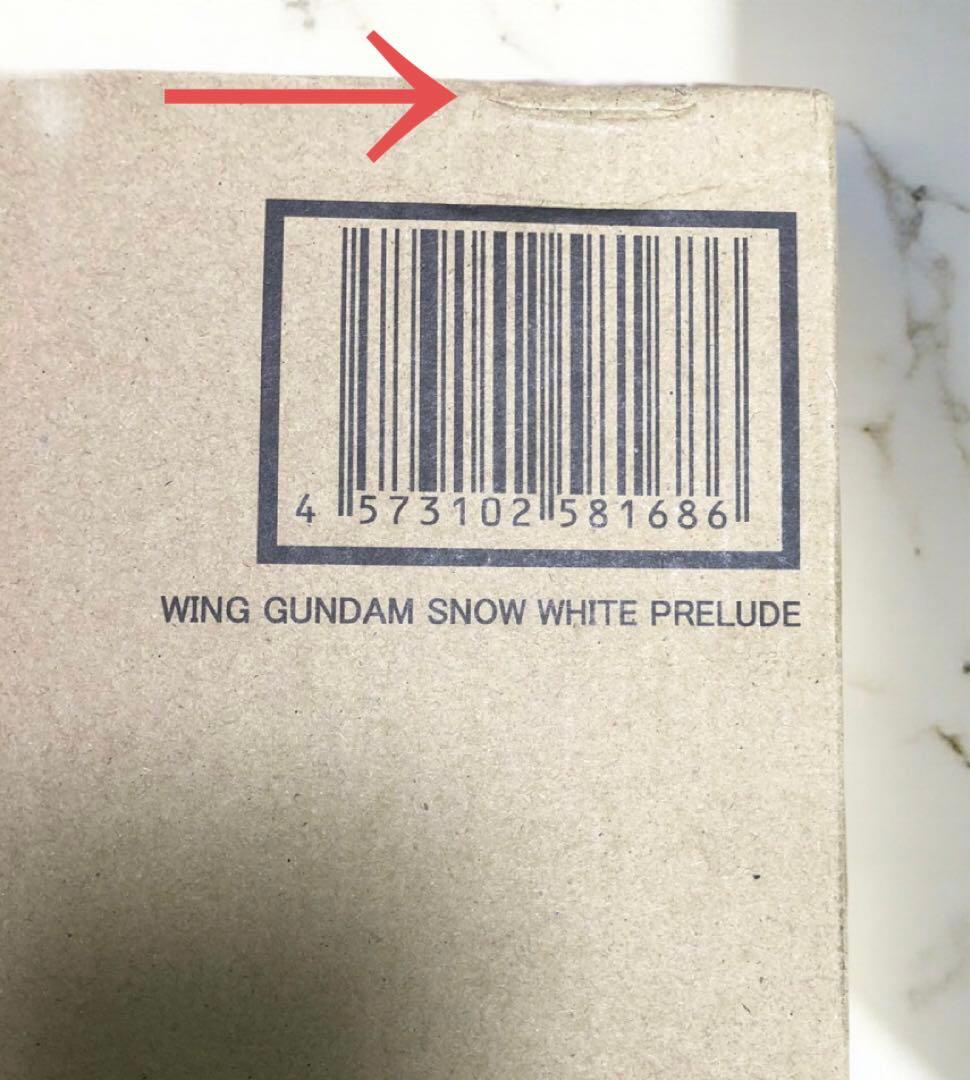 4 573102 581686
WING GUNDAM SNOW WHITE PRELUDE